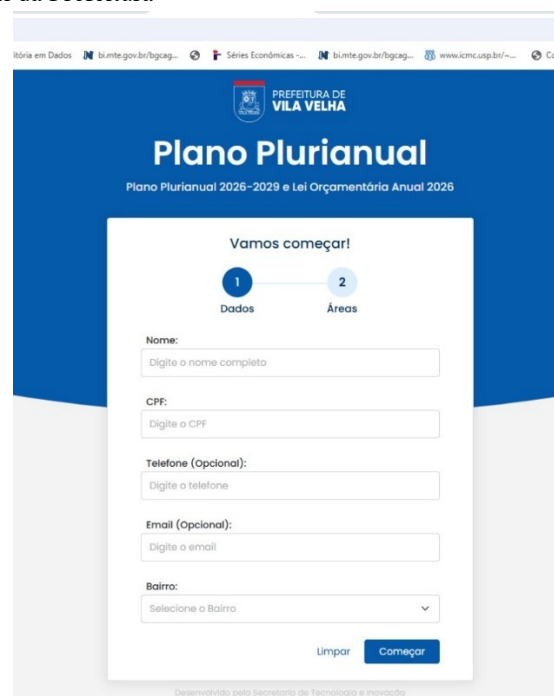 itória em Dados bi.mte.gov.br/bgcag... Séries Econômicas -... bi.mte.gov.br/bgcag... www.icmc.usp.br/~...
PREFEITURA DE
VILA VELHA
Plano Plurianual
Plano Plurianual 2026-2029 e Lei Orçamentária Anual 2026
Vamos começar!
1 2
Dados Áreas
Nome:
Digite o nome completo
CPF:
Digite o CPF
Telefone (Opcional):
Digite o telefone
Email (Opcional):
Digite o email
Bairro:
Selecione o Bairro
Limpar Começar
Desenvolvido pela Secretaria de Tecnologia e Inovação